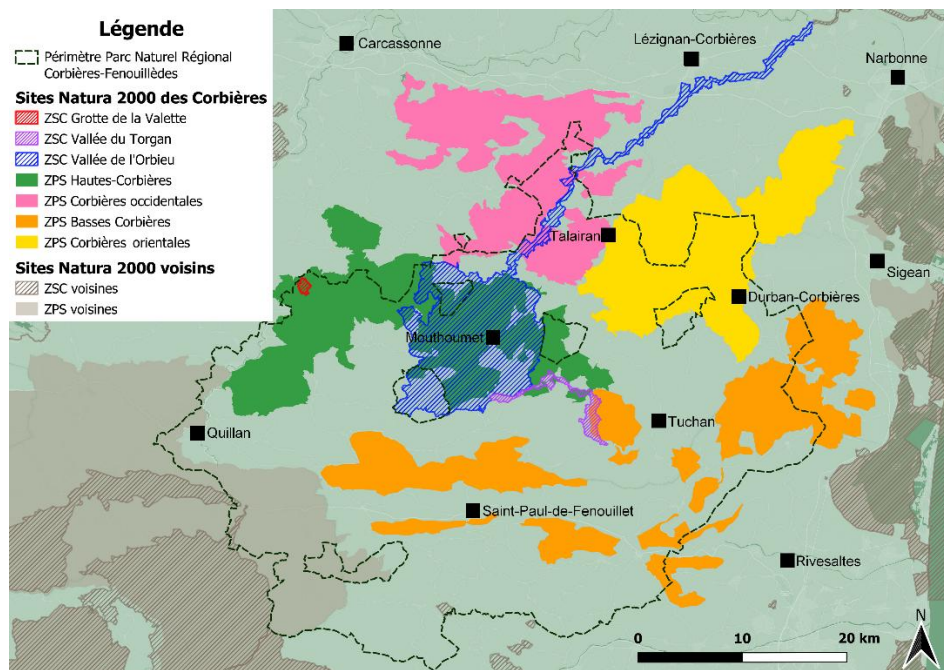 Légende
Périmètre Parc Naturel Régional
Corbières-Fenouillèdes
Sites Natura 2000 des Corbières
ZSC Grotte de la Valette
ZSC Vallée du Torgan
ZSC Vallée de l'Orbieu
ZPS Hautes-Corbières
ZPS Corbières occidentales
ZPS Basses Corbières
ZPS Corbières orientales
Sites Natura 2000 voisins
ZSC voisines
ZPS voisines
Carcassonne
Lézignan-Corbières
Narbonne
Talairan
Sigean
Durban-Corbières
Mouthoumet
Quillan
Tuchan
Saint-Paul-de-Fenouillet
Rivesaltes
N
0 10 20 km